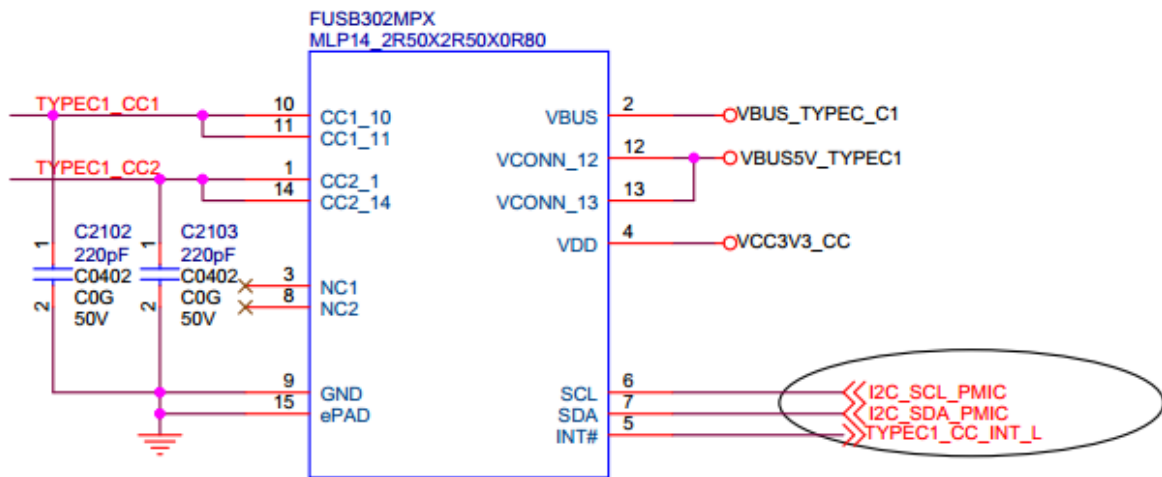 FUSB302MPX
MLP14_2R50X2R50X0R80
TYPEC1_CC1
10
CC1_10
11
CC1_11
TYPEC1_CC2
1
CC2_1
14
CC2_14
C2102
220pF
C0402
C0G
50V
1
2
C2103
220pF
C0402
C0G
50V
1
2
3
NC1
8
NC2
9
GND
15
ePAD
VBUS
2
VBUS_TYPEC_C1
VCONN_12
12
VBUS5V_TYPEC1
VCONN_13
13
VDD
4
VCC3V3_CC
SCL
6
I2C_SCL_PMIC
SDA
7
I2C_SDA_PMIC
INT#
5
TYPEC1_CC_INT_L